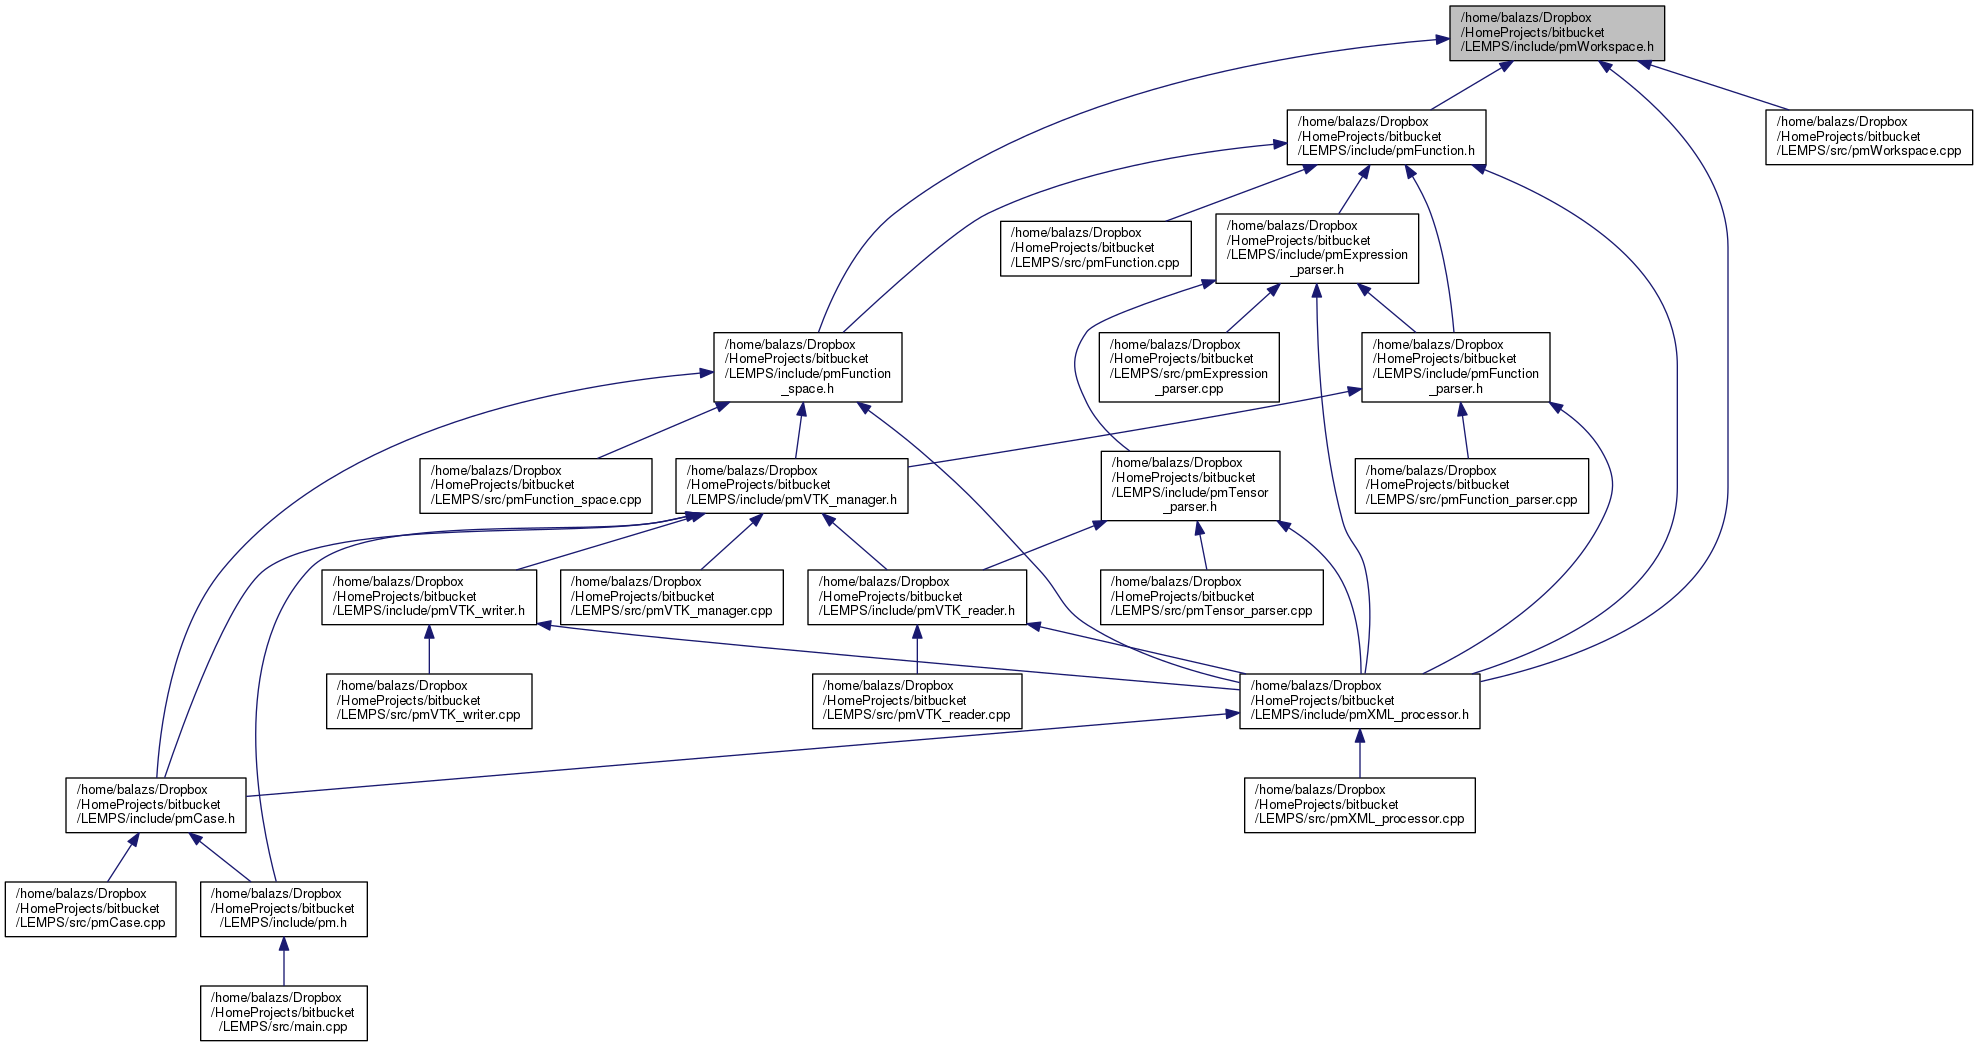 /home/balazs/Dropbox
/HomeProjects/bitbucket
/LEMPS/include/pmWorkspace.h
/home/balazs/Dropbox
/HomeProjects/bitbucket
/LEMPS/include/pmFunction.h
/home/balazs/Dropbox
/HomeProjects/bitbucket
/LEMPS/src/pmWorkspace.cpp
/home/balazs/Dropbox
/HomeProjects/bitbucket
/LEMPS/src/pmFunction.cpp
/home/balazs/Dropbox
/HomeProjects/bitbucket
/LEMPS/include/pmExpression
_parser.h
/home/balazs/Dropbox
/HomeProjects/bitbucket
/LEMPS/include/pmFunction
_space.h
/home/balazs/Dropbox
/HomeProjects/bitbucket
/LEMPS/src/pmExpression
_parser.cpp
/home/balazs/Dropbox
/HomeProjects/bitbucket
/LEMPS/include/pmFunction
_parser.h
/home/balazs/Dropbox
/HomeProjects/bitbucket
/LEMPS/src/pmFunction_space.cpp
/home/balazs/Dropbox
/HomeProjects/bitbucket
/LEMPS/include/pmVTK_manager.h
/home/balazs/Dropbox
/HomeProjects/bitbucket
/LEMPS/include/pmTensor
_parser.h
/home/balazs/Dropbox
/HomeProjects/bitbucket
/LEMPS/src/pmFunction_parser.cpp
/home/balazs/Dropbox
/HomeProjects/bitbucket
/LEMPS/include/pmVTK_writer.h
/home/balazs/Dropbox
/HomeProjects/bitbucket
/LEMPS/src/pmVTK_manager.cpp
/home/balazs/Dropbox
/HomeProjects/bitbucket
/LEMPS/include/pmVTK_reader.h
/home/balazs/Dropbox
/HomeProjects/bitbucket
/LEMPS/src/pmTensor_parser.cpp
/home/balazs/Dropbox
/HomeProjects/bitbucket
/LEMPS/src/pmVTK_writer.cpp
/home/balazs/Dropbox
/HomeProjects/bitbucket
/LEMPS/src/pmVTK_reader.cpp
/home/balazs/Dropbox
/HomeProjects/bitbucket
/LEMPS/include/pmXML_processor.h
/home/balazs/Dropbox
/HomeProjects/bitbucket
/LEMPS/include/pmCase.h
/home/balazs/Dropbox
/HomeProjects/bitbucket
/LEMPS/src/pmXML_processor.cpp
/home/balazs/Dropbox
/HomeProjects/bitbucket
/LEMPS/src/pmCase.cpp
/home/balazs/Dropbox
/HomeProjects/bitbucket
/LEMPS/include/pm.h
/home/balazs/Dropbox
/HomeProjects/bitbucket
/LEMPS/src/main.cpp